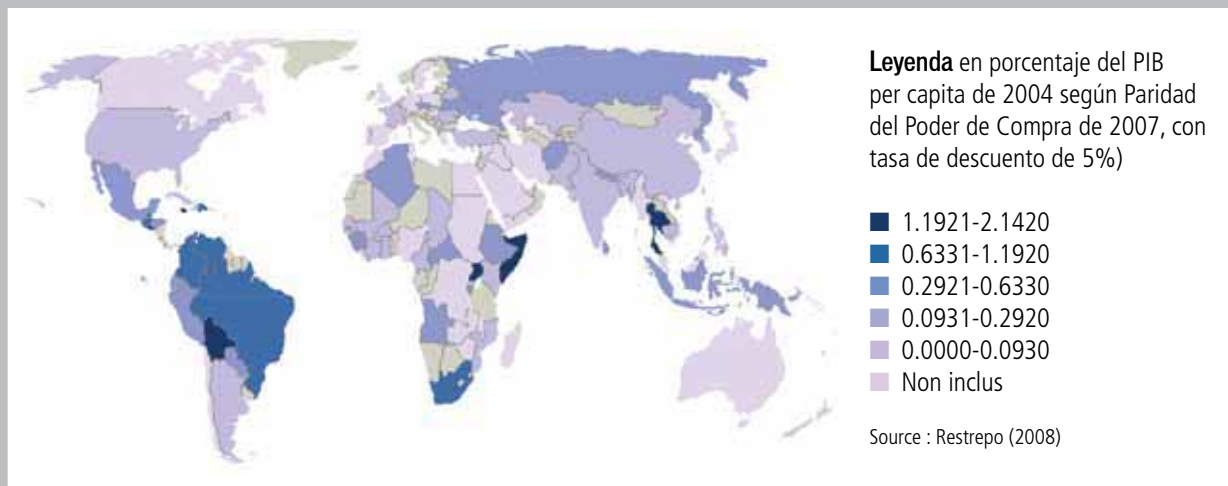 Leyenda en porcentaje del PIB
per capita de 2004 según Paridad
del Poder de Compra de 2007, con
tasa de descuento de 5%)
1.1921-2.1420
0.6331-1.1920
0.2921-0.6330
0.0931-0.2920
0.0000-0.0930
Non inclus
Source : Restrepo (2008)